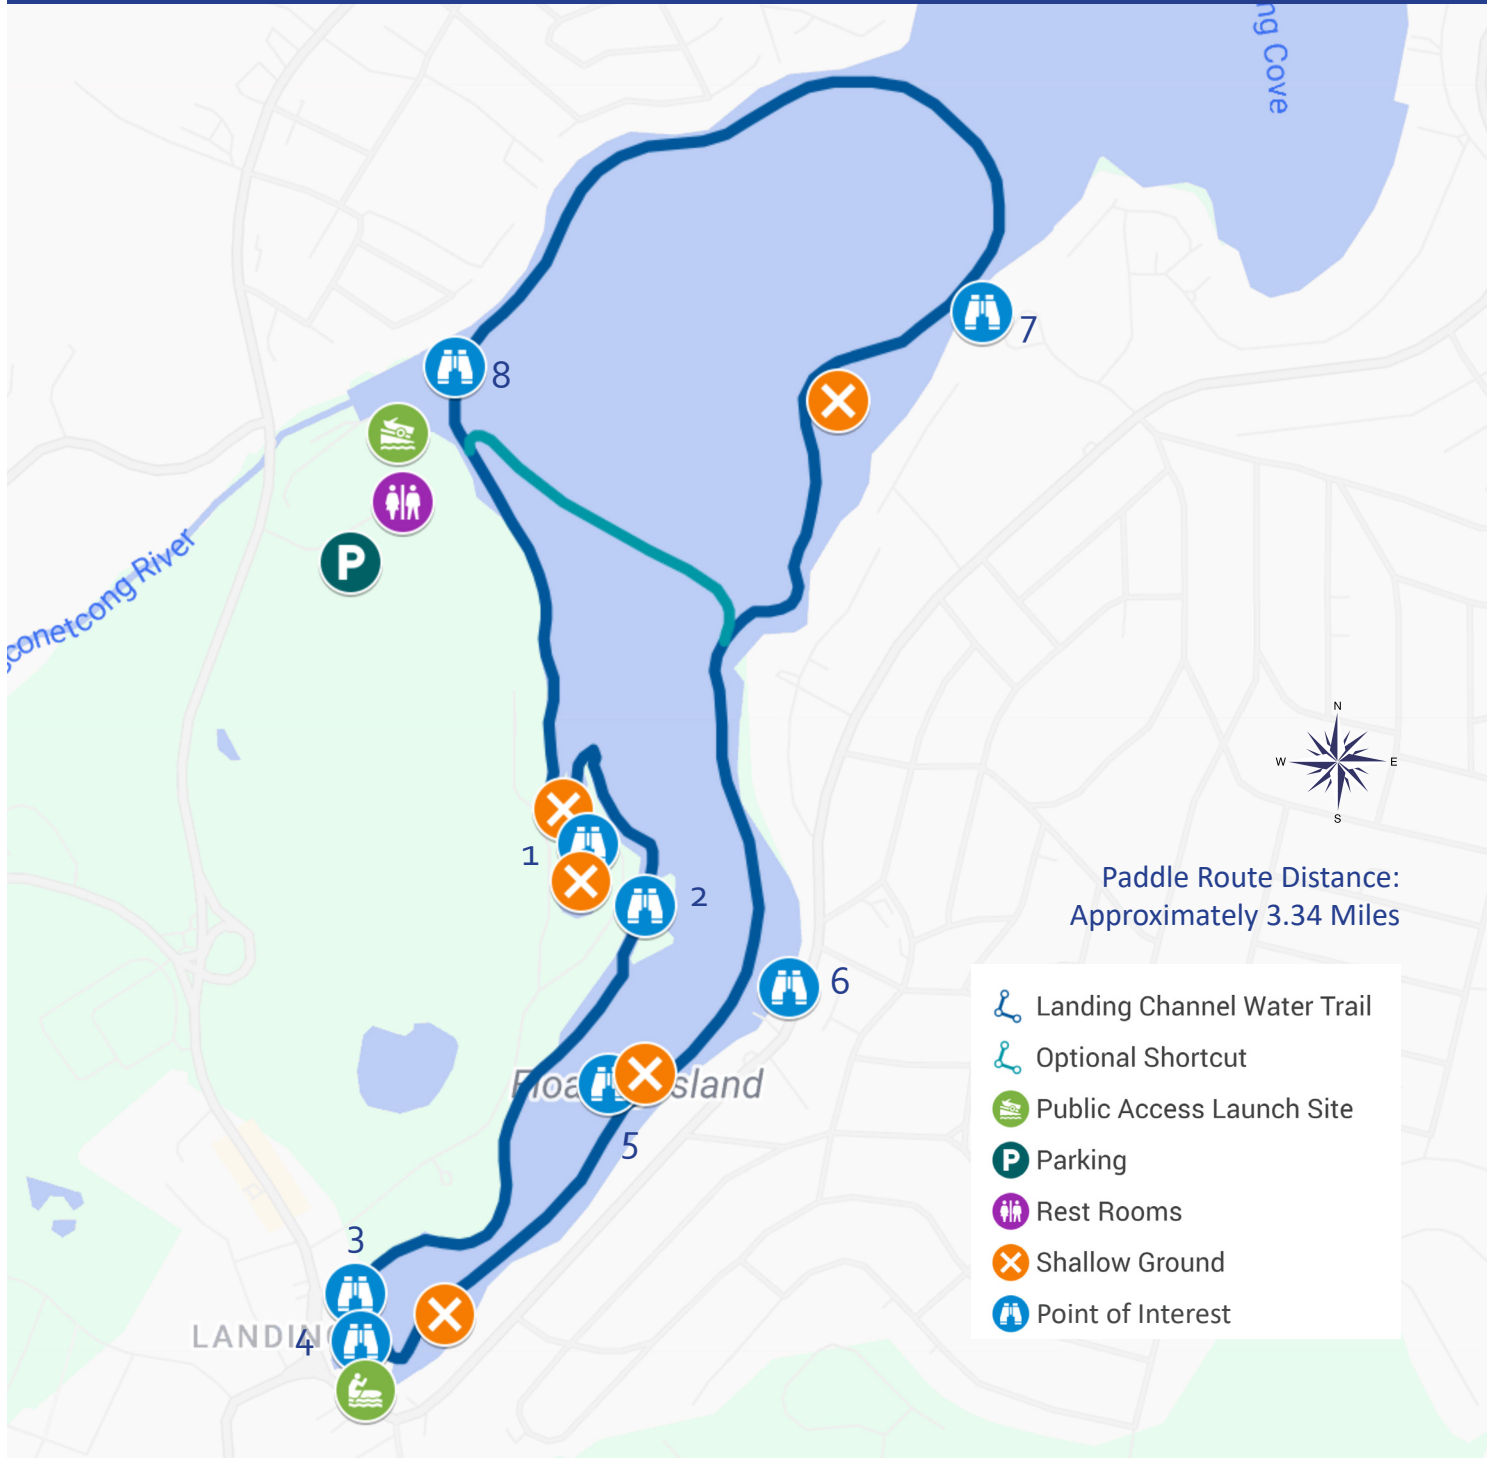 ng Cove
7
8
conetcong River
N
W
E
S
1
2
Paddle Route Distance:
Approximately 3.34 Miles
6
Landing Channel Water Trail
Optional Shortcut
Public Access Launch Site
P Parking
Rest Rooms
Shallow Ground
Point of Interest
P
Floa sland
5
3
LANDIN
4